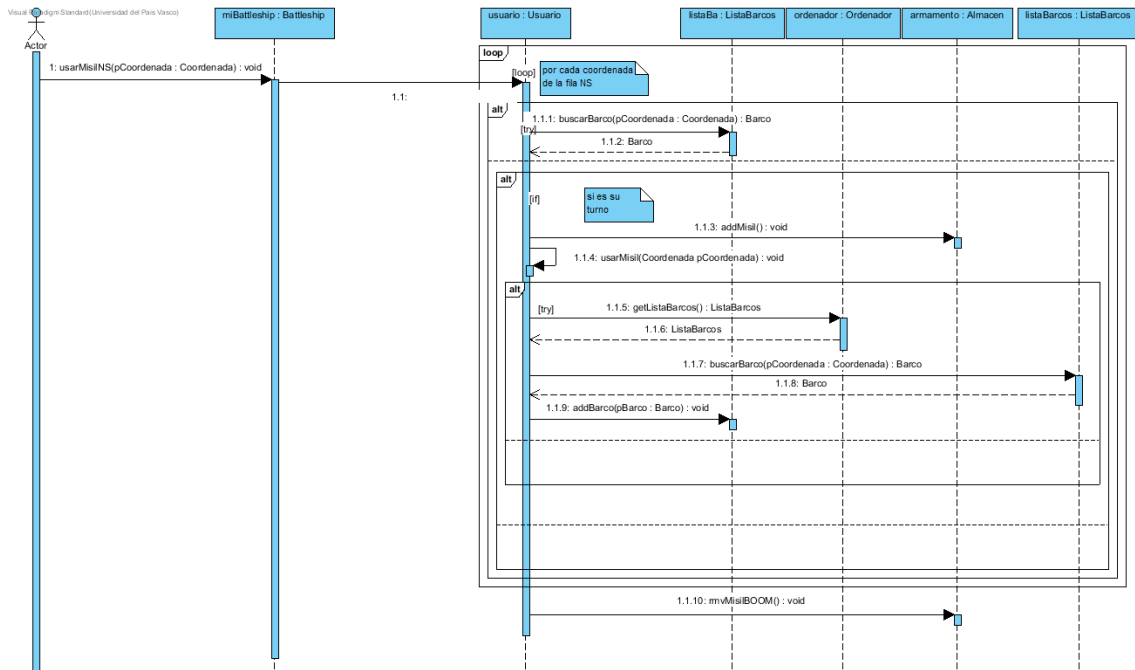 Visual Paradigm Standard(Universidad del Pais Vasco)
Actor
miBattleship : Battleship
usuario : Usuario
listaBa : ListaBarcos
ordenador : Ordenador
armamento : Almacen
listaBarcos : ListaBarcos
loop
1: usarMisilNS(pCoordenada : Coordenada) : void
[loop]
por cada coordenada
de la fila NS
1.1:
alt
1.1.1: buscarBarco(pCoordenada : Coordenada) : Barco
[try]
1.1.2: Barco
alt
[if]
si es su
turno
1.1.3: addMisil() : void
1.1.4: usarMisil(Coordenada pCoordenada) : void
alt
[try]
1.1.5: getListaBarcos() : ListaBarcos
1.1.6: ListaBarcos
1.1.7: buscarBarco(pCoordenada : Coordenada) : Barco
1.1.8: Barco
1.1.9: addBarco(pBarco : Barco) : void
1.1.10: rmvMisilBOOM() : void